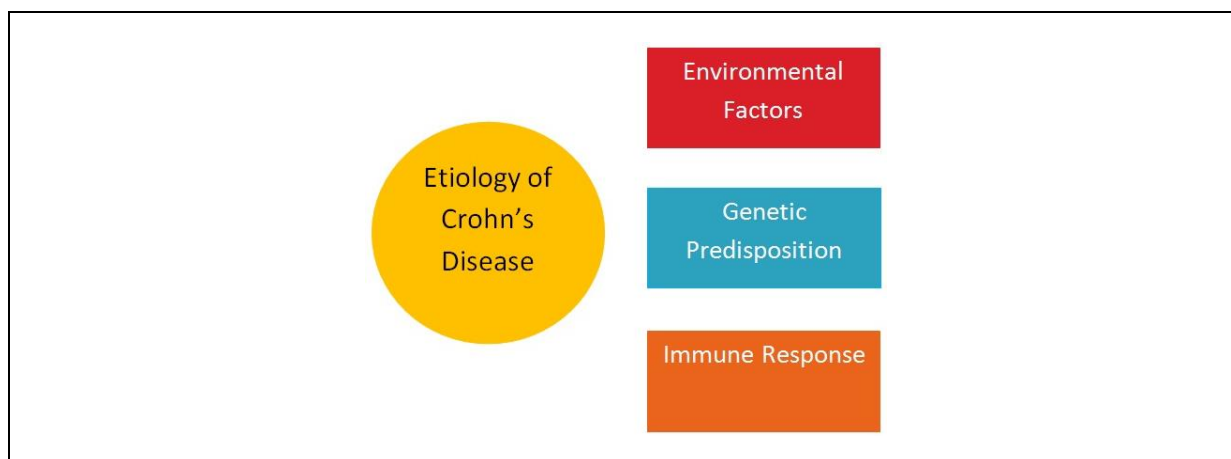 Etiology of
Crohn’s
Disease
Environmental
Factors
Genetic
Predisposition
Immune Response